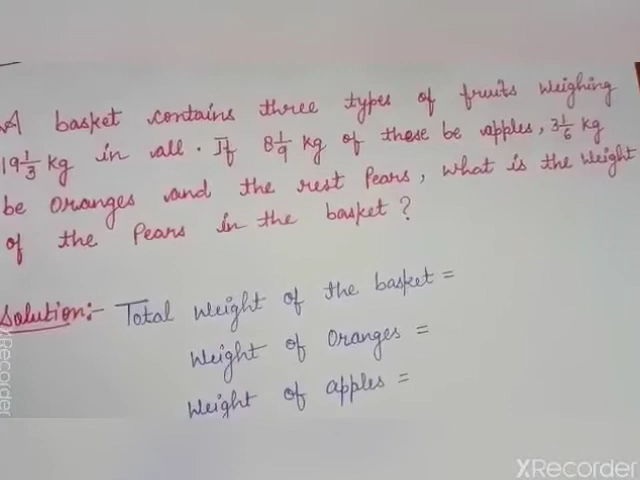 A basket contains three types of fruits weighing
19 1/3 kg in all. If 8 1/9 kg of these be apples, 3 1/6 kg
be oranges and the rest Pears, what is the weight
of the Pears in the basket?
Solution:- Total weight of the basket =
weight of oranges =
weight of apples =
XRecorder
XRecorder